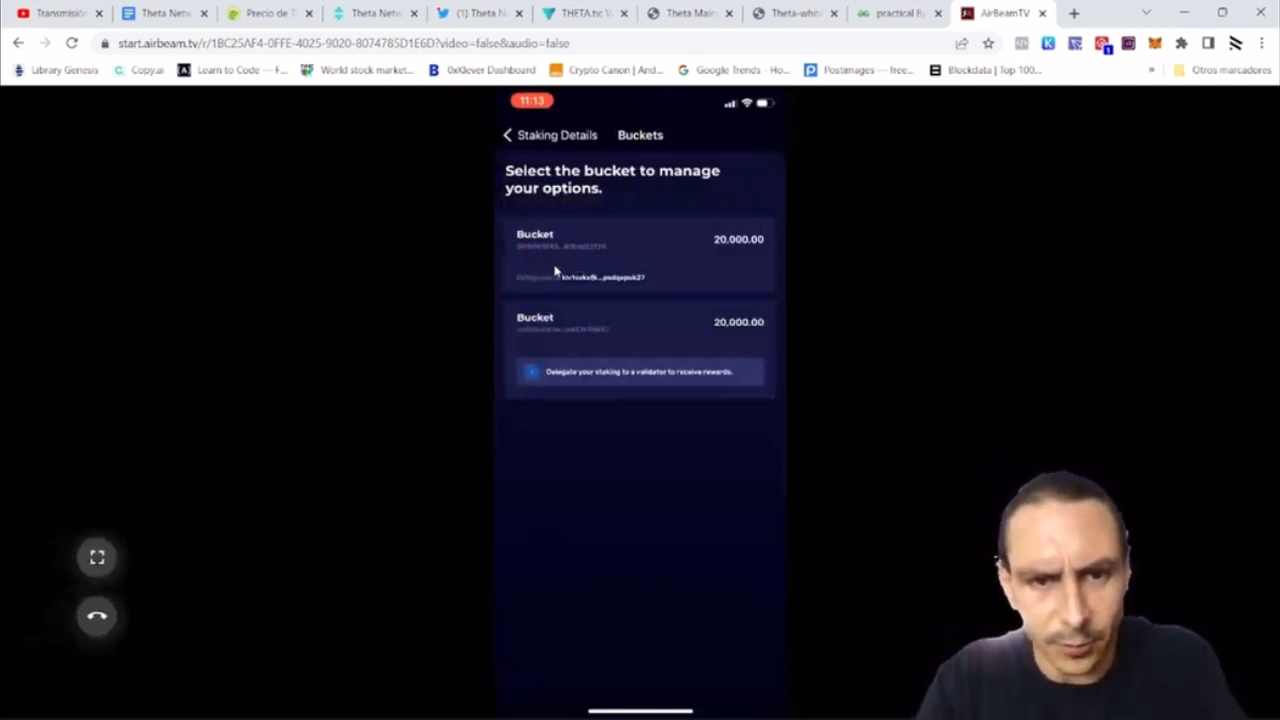 Transmisión
Theta Netw
Precio de T
Theta Netw
(1) Theta N
THETA.tv: W
Theta Main
Theta-whit
practical By
AirBeamTV
start.airbeam.tv/r/1BC25AF4-0FFE-4025-9020-8074785D1E6D?video=false&audio=false
Library Genesis
Copy.ai
Learn to Code — F...
World stock market...
0xKlever Dashboard
Crypto Canon | And...
Google Trends - Ho...
Postimages — free...
Blockdata | Top 100...
»
Otros marcadores
11:13
Staking Details
Buckets
Select the bucket to manage
your options.
Bucket
20,000.00
Bucket
20,000.00
Delegate your staking to a validator to receive rewards.